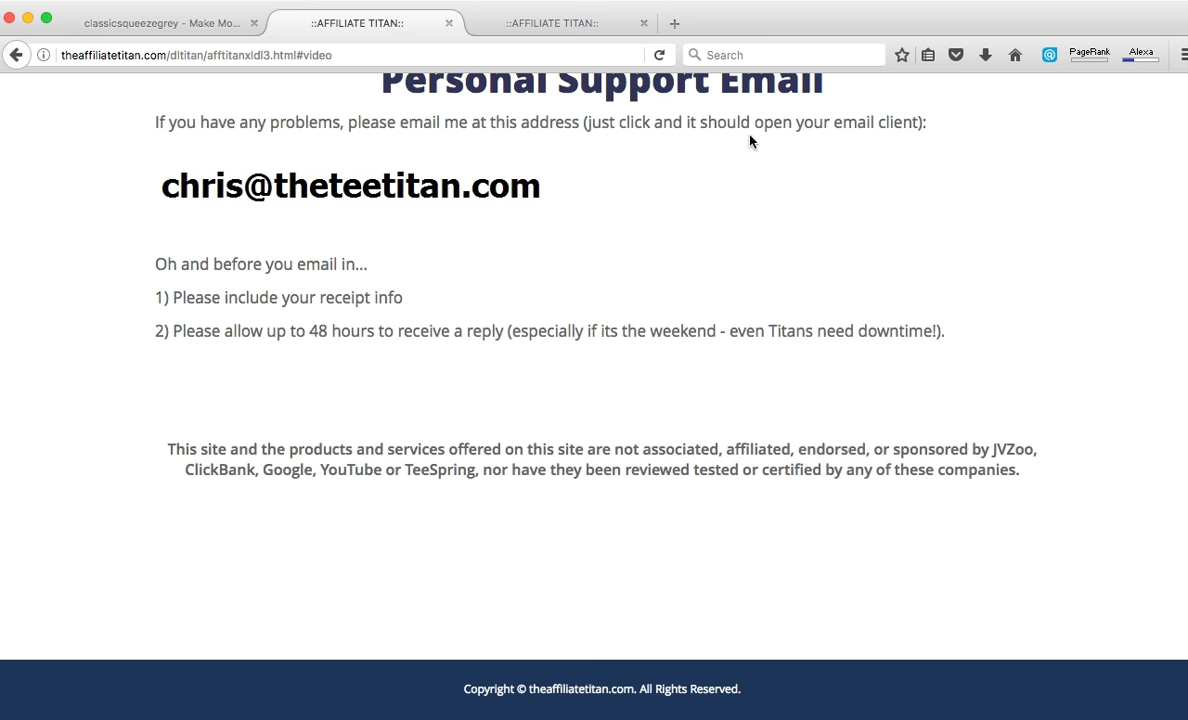 classicsqueezegrey - Make Mo...
::AFFILIATE TITAN::
::AFFILIATE TITAN::
theaffiliatetitan.com/dltitan/afftitanxldl3.html#video
Search
PageRank
Alexa
Personal Support Email
If you have any problems, please email me at this address (just click and it should open your email client):
chris@theteetitan.com
Oh and before you email in...
1) Please include your receipt info
2) Please allow up to 48 hours to receive a reply (especially if its the weekend - even Titans need downtime!).
This site and the products and services offered on this site are not associated, affiliated, endorsed, or sponsored by JVZoo,
ClickBank, Google, YouTube or TeeSpring, nor have they been reviewed tested or certified by any of these companies.
Copyright © theaffiliatetitan.com. All Rights Reserved.